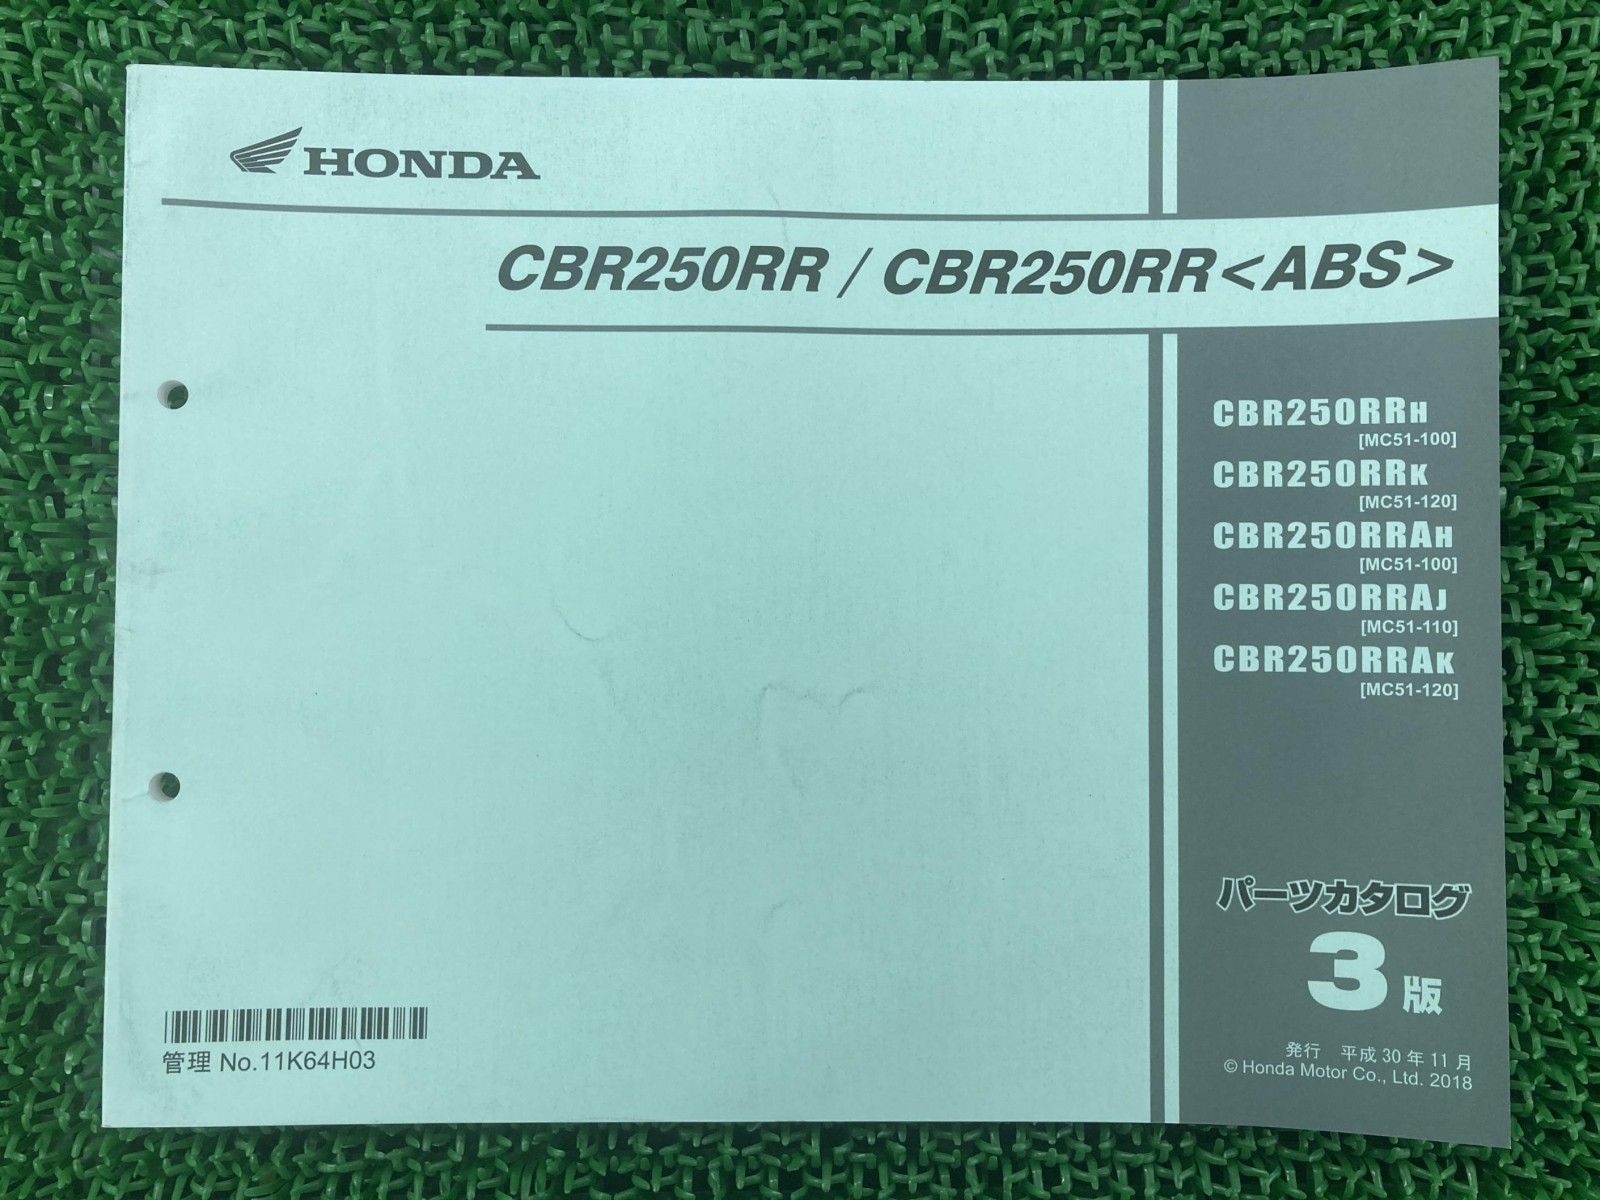 HONDA
CBR250RR / CBR250RR<ABS>
CBR250RRH
[MC51-100]
CBR250RRK
[MC51-120]
CBR250RRAH
[MC51-100]
CBR250RRAJ
[MC51-110]
CBR250RRAK
[MC51-120]
パーツカタログ
3版
発行 平成30年11月
© Honda Motor Co., Ltd. 2018
管理 No.11K64H03